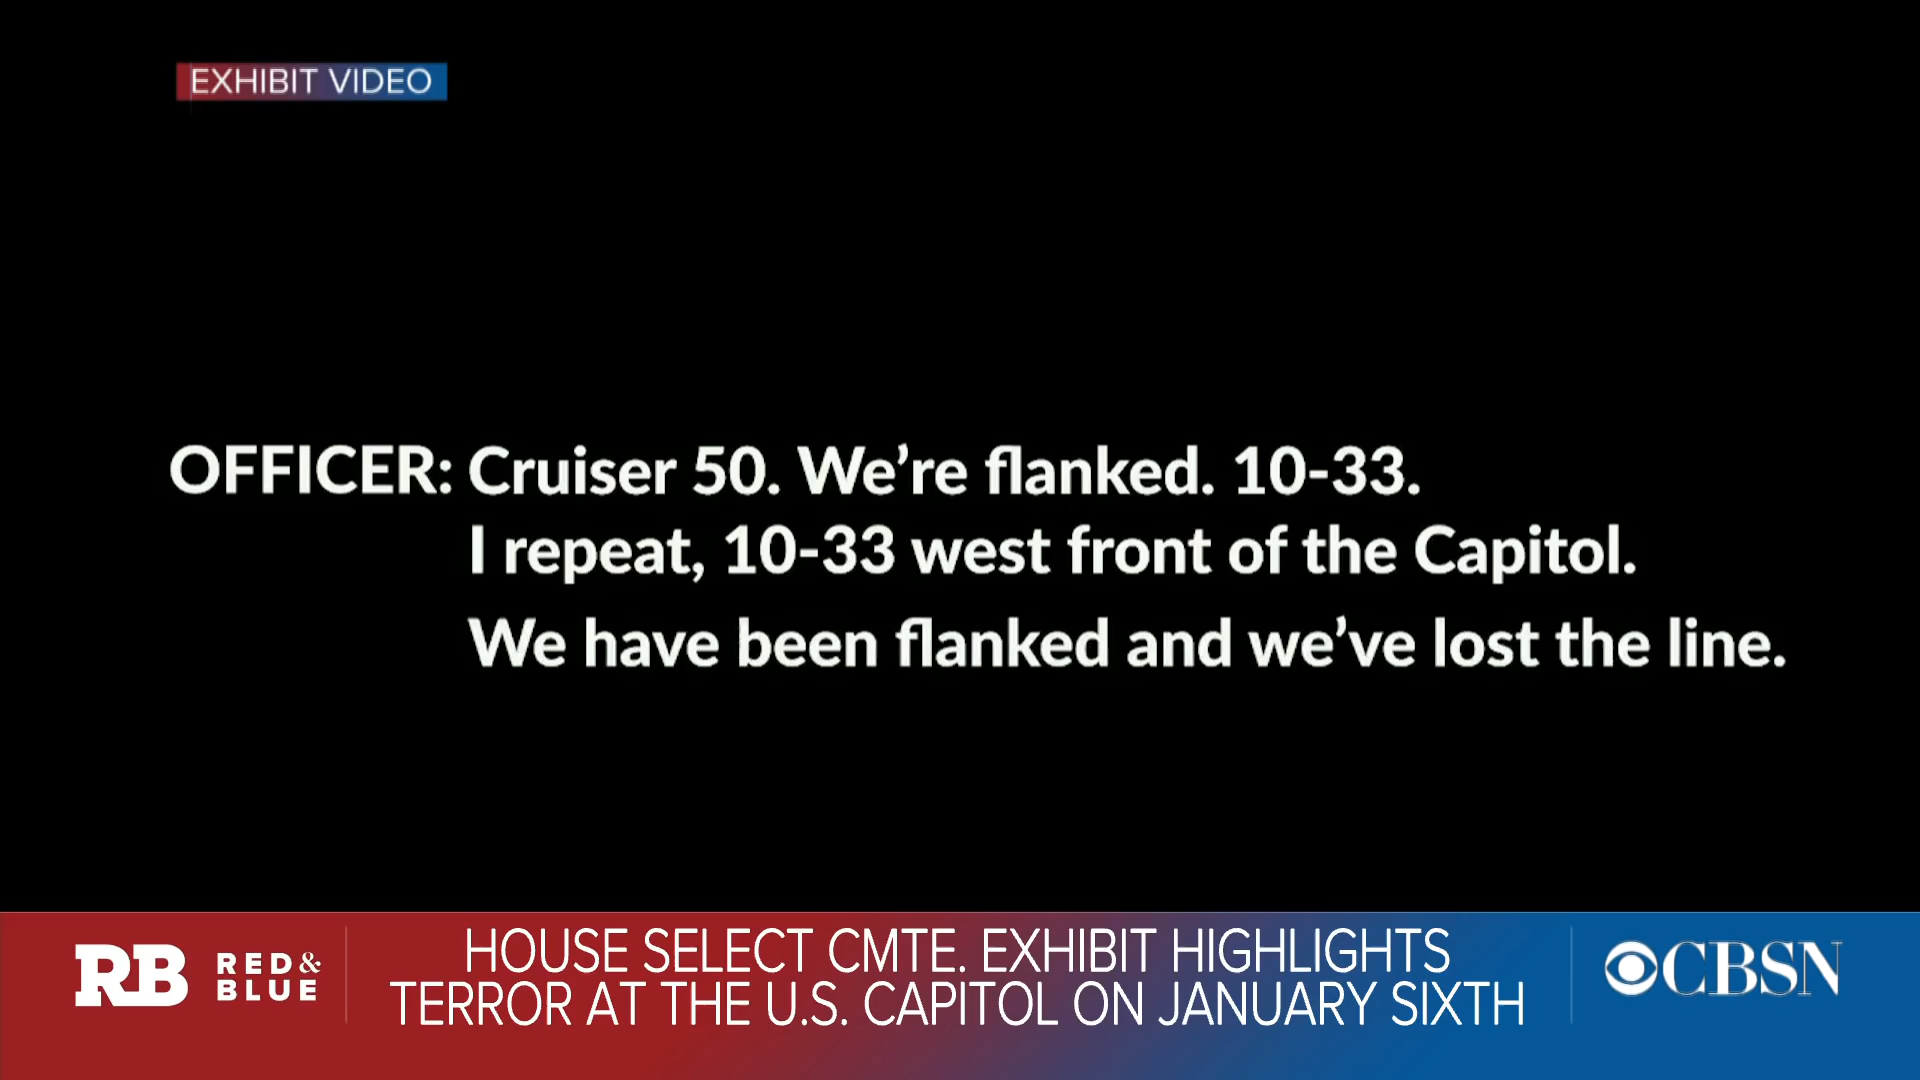 EXHIBIT VIDEO
OFFICER: Cruiser 50. We're flanked. 10-33.
I repeat, 10-33 west front of the Capitol.
We have been flanked and we've lost the line.
RB RED & BLUE
HOUSE SELECT CMTE. EXHIBIT HIGHLIGHTS
TERROR AT THE U.S. CAPITOL ON JANUARY SIXTH
CBSN